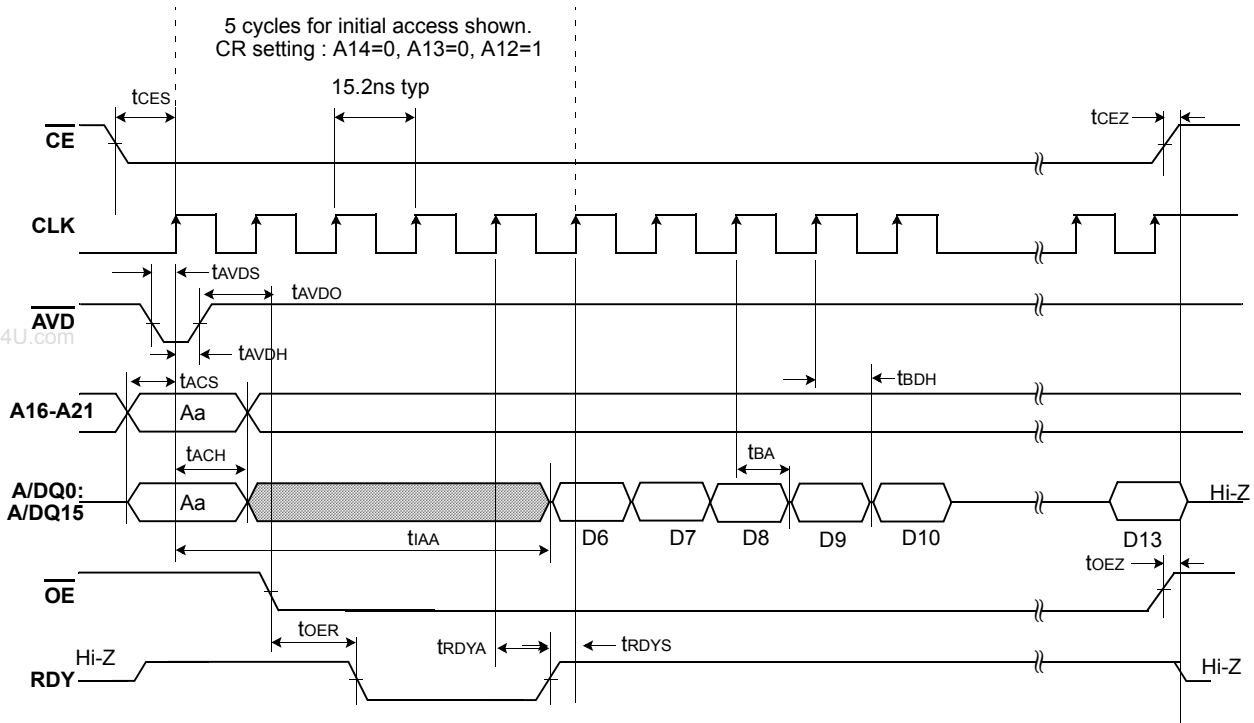 5 cycles for initial access shown.
CR setting : A14=0, A13=0, A12=1
15.2ns typ
tCES
tCEZ
CE
CLK
tAVDS
tAVDO
AVD
4U.com
tAVDH
tACS
tBDH
A16-A21
Aa
tACH
tBA
A/DQ0:
A/DQ15
Aa
Hi-Z
tIAA
D6
D7
D8
D9
D10
D13
tOEZ
OE
tOER
tRDYA
tRDYS
Hi-Z
RDY
Hi-Z